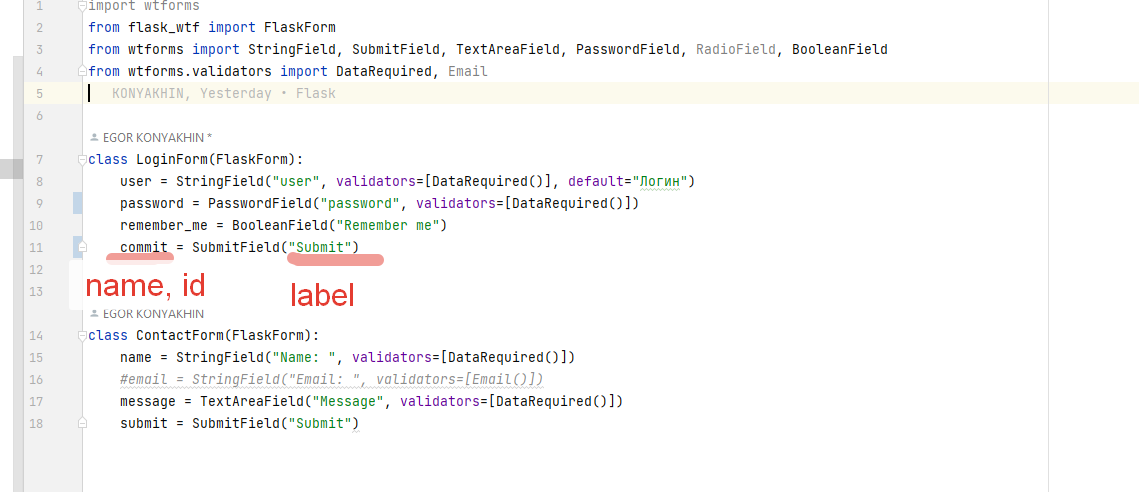 1 import wtforms
2 from flask_wtf import FlaskForm
3 from wtforms import StringField, SubmitField, TextAreaField, PasswordField, RadioField, BooleanField
4 from wtforms.validators import DataRequired, Email
5 KONYAKHIN, Yesterday • Flask
6
EGOR KONYAKHIN *
7 class LoginForm(FlaskForm):
8 user = StringField("user", validators=[DataRequired()], default="Логин")
9 password = PasswordField("password", validators=[DataRequired()])
10 remember_me = BooleanField("Remember me")
11 commit = SubmitField("Submit")
12
name, id label
13
EGOR KONYAKHIN
14 class ContactForm(FlaskForm):
15 name = StringField("Name: ", validators=[DataRequired()])
16 #email = StringField("Email: ", validators=[Email()])
17 message = TextAreaField("Message", validators=[DataRequired()])
18 submit = SubmitField("Submit")